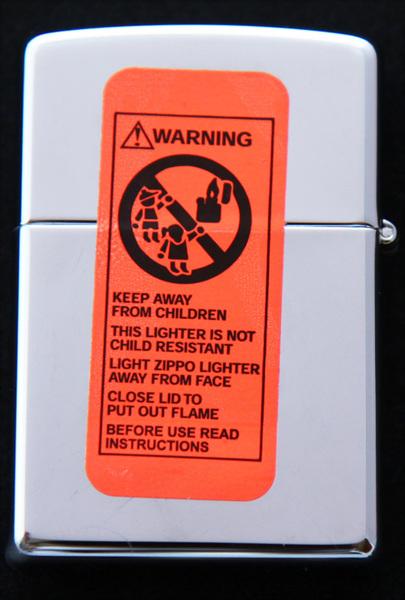 WARNING
KEEP AWAY
FROM CHILDREN
THIS LIGHTER IS NOT
CHILD RESISTANT
LIGHT ZIPPO LIGHTER
AWAY FROM FACE
CLOSE LID TO
PUT OUT FLAME
BEFORE USE READ
INSTRUCTIONS